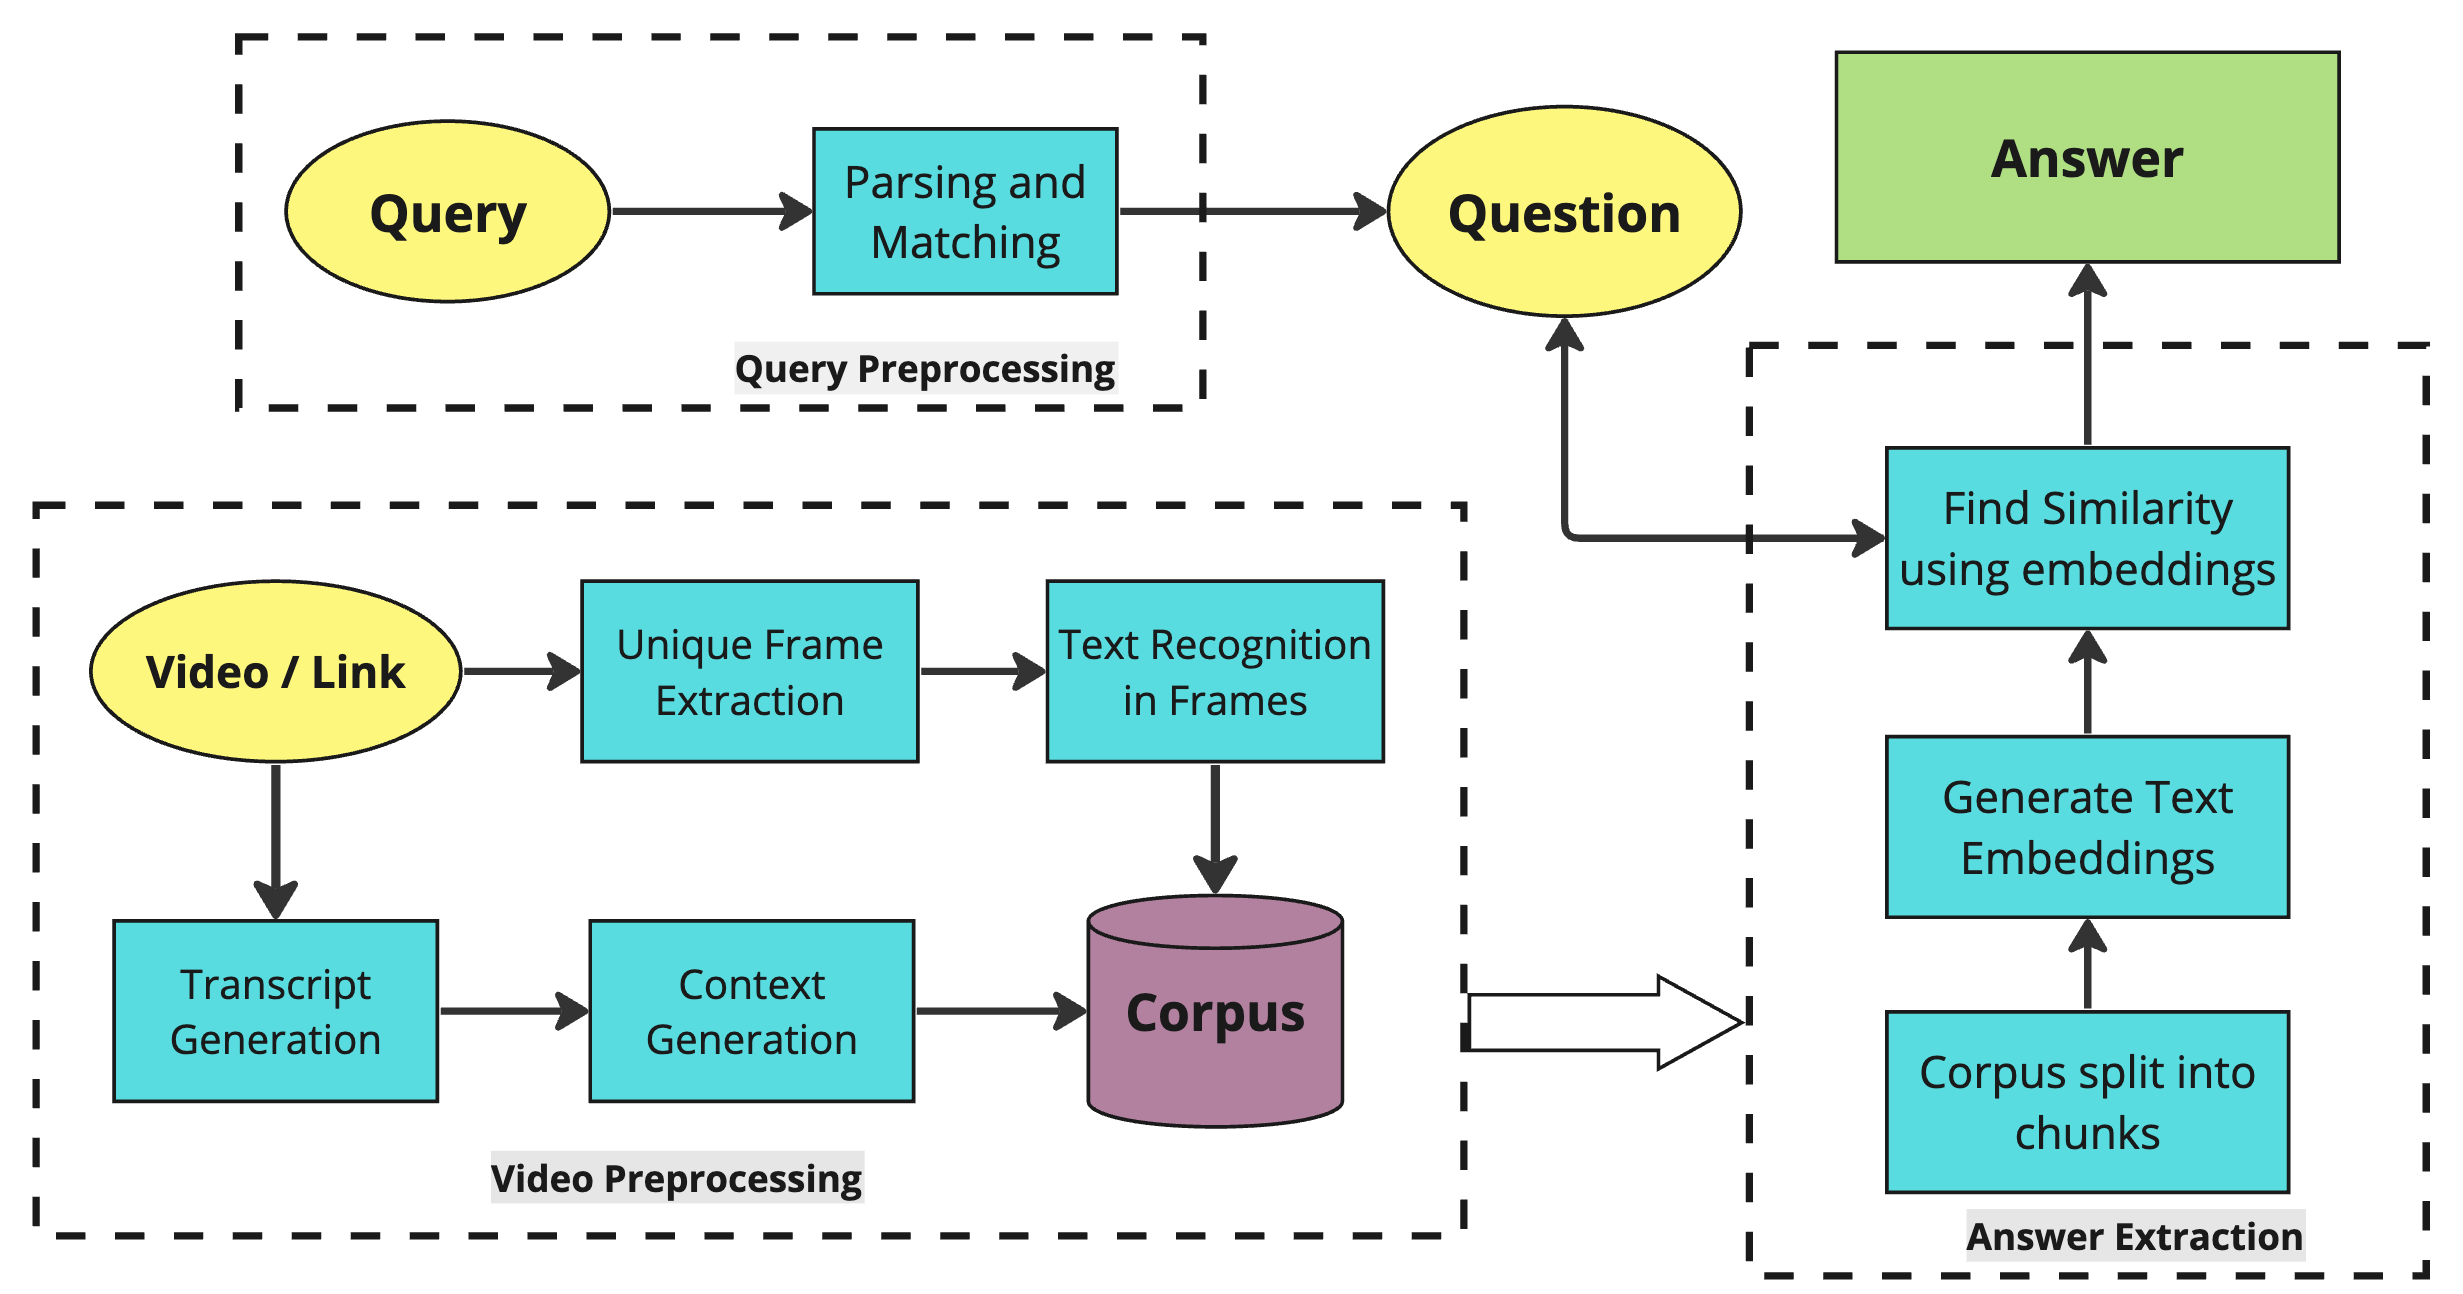 Query
Parsing and
Matching
Query Preprocessing
Question
Answer
Video / Link
Unique Frame
Extraction
Text Recognition
in Frames
Transcript
Generation
Context
Generation
Corpus
Video Preprocessing
Find Similarity
using embeddings
Generate Text
Embeddings
Corpus split into
chunks
Answer Extraction